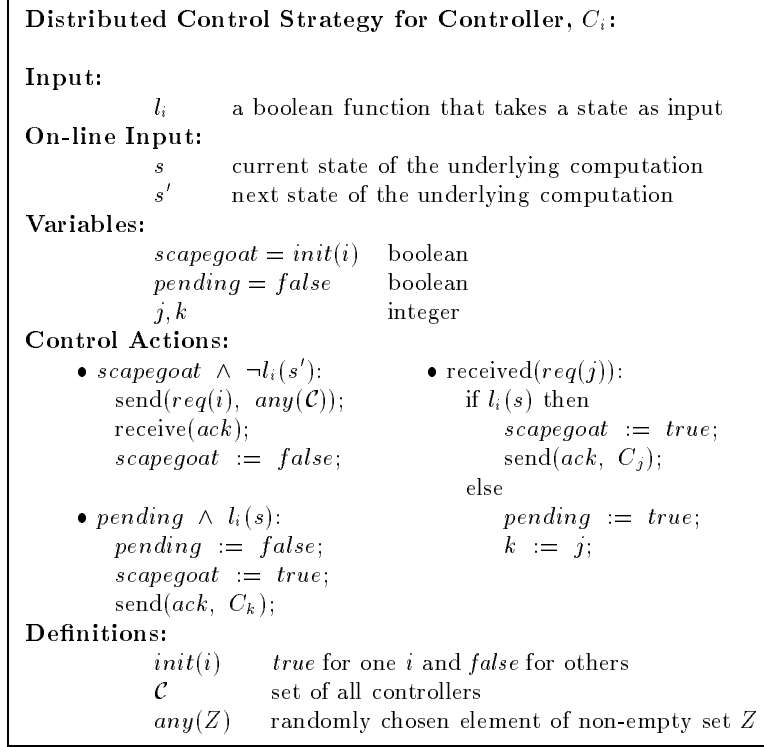 Distributed Control Strategy for Controller, C_i:
Input:
l_i a boolean function that takes a state as input
On-line Input:
s current state of the underlying computation
s' next state of the underlying computation
Variables:
scapegoat = init(i) boolean
pending = false boolean
j, k integer
Control Actions:
• scapegoat ∧ ¬l_i(s'):
send(req(i), any(𝒞));
receive(ack);
scapegoat := false;
• pending ∧ l_i(s):
pending := false;
scapegoat := true;
send(ack, C_k);
• received(req(j)):
if l_i(s) then
scapegoat := true;
send(ack, C_j);
else
pending := true;
k := j;
Definitions:
init(i) true for one i and false for others
𝒞 set of all controllers
any(Z) randomly chosen element of non-empty set Z